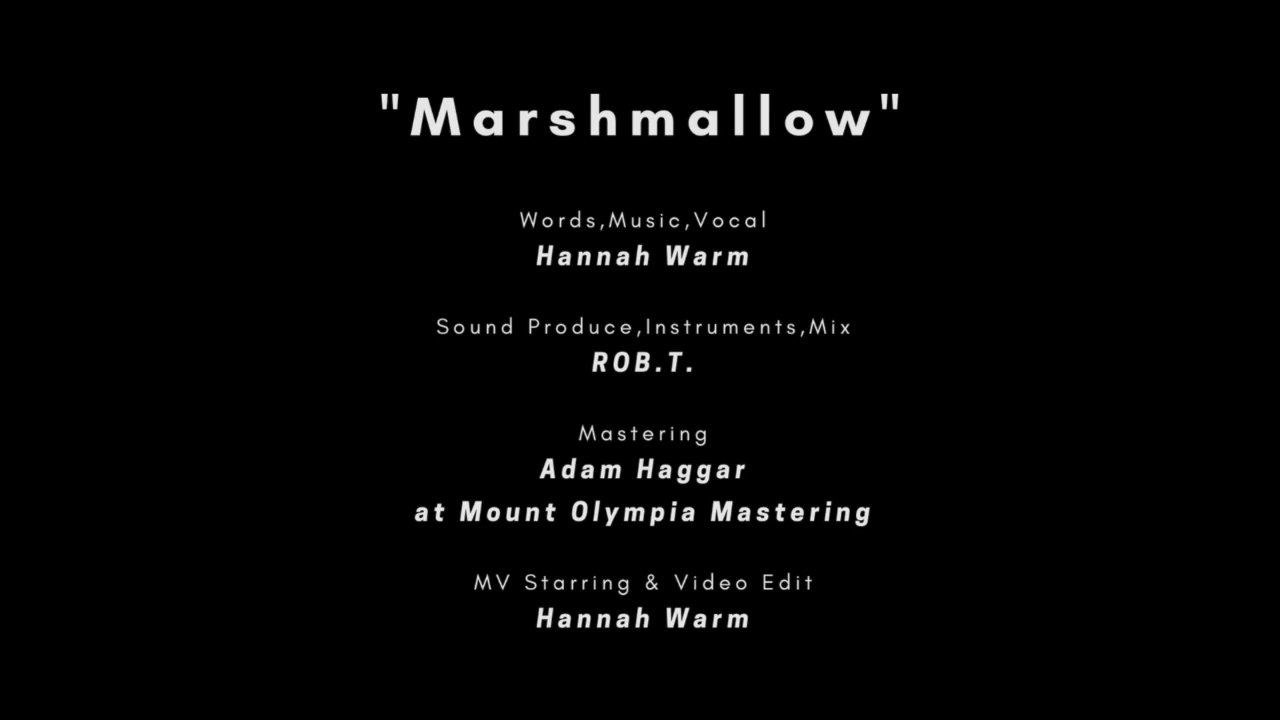 "Marshmallow"
Words,Music,Vocal
Hannah Warm
Sound Produce,Instruments,Mix
ROB.T.
Mastering
Adam Haggar
at Mount Olympia Mastering
MV Starring & Video Edit
Hannah Warm